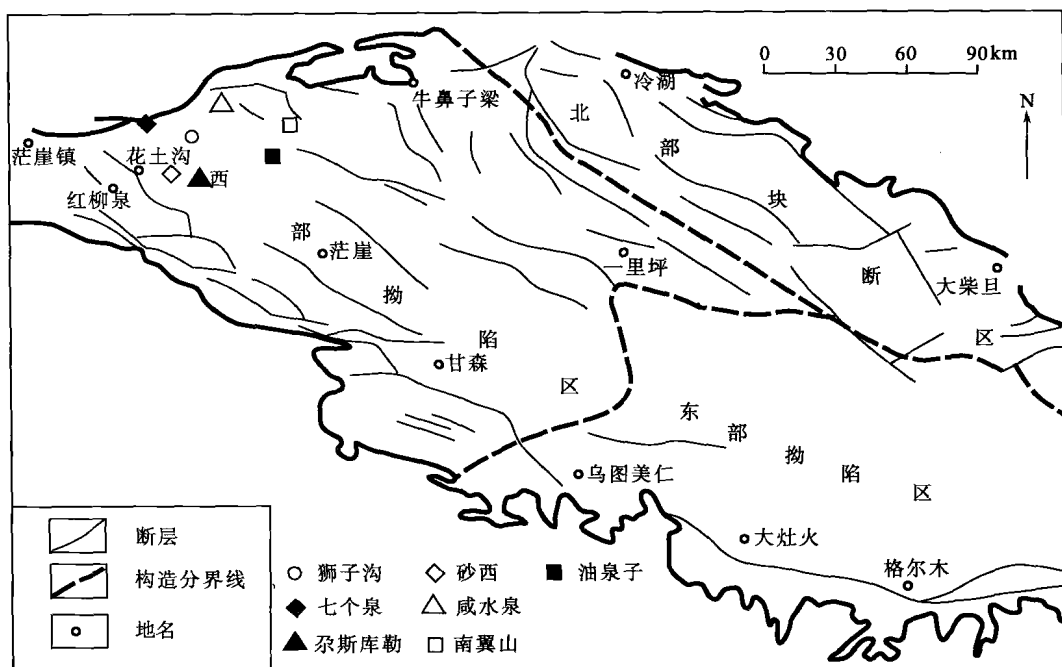 0 30 60 90km
N
冷湖
牛鼻子梁
北部块断区
茫崖镇
花土沟
红柳泉
西部拗陷区
茫崖
一里坪
大柴旦
甘森
东部拗陷区
乌图美仁
大灶火
格尔木
断层
构造分界线
地名
狮子沟 砂西 油泉子
七个泉 咸水泉
尕斯库勒 南翼山